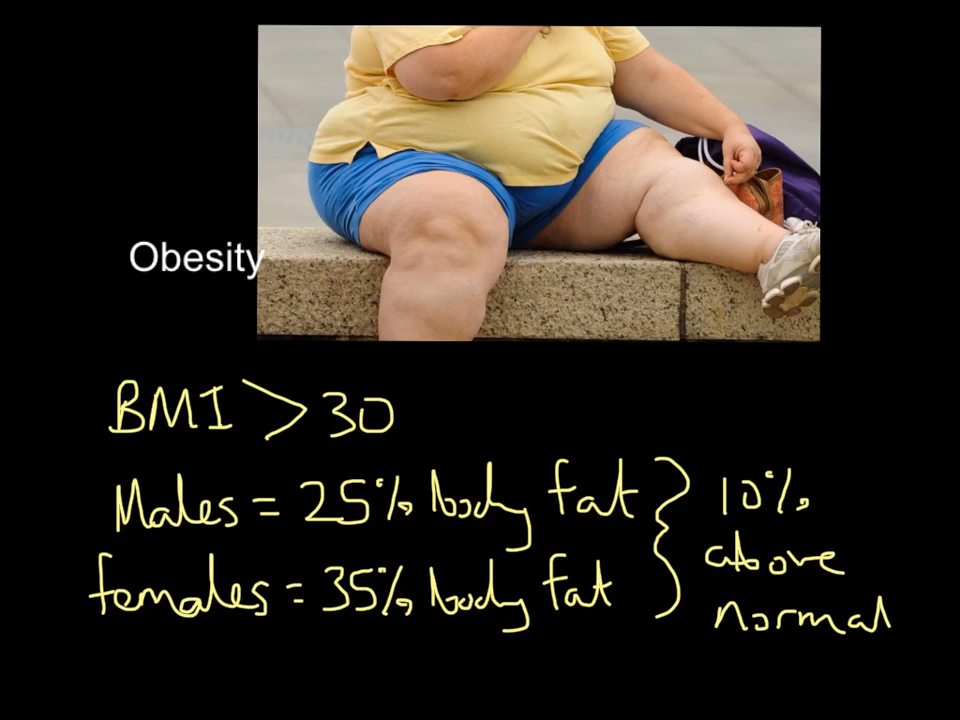 Obesity
BMI > 30
Males = 25% body fat
females = 35% body fat
10%
above
normal